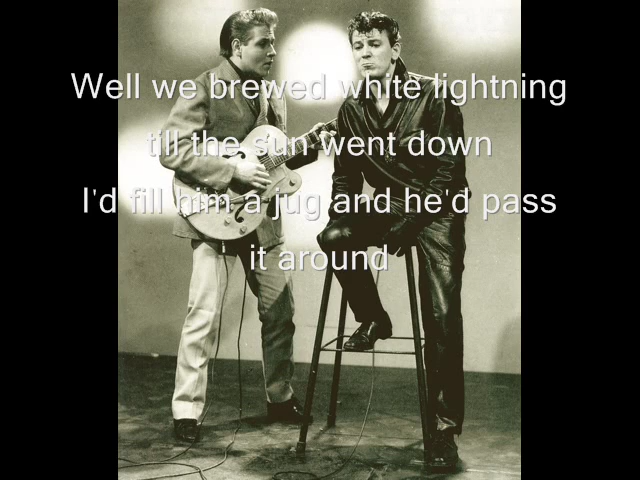 Well we brewed white lightning
till the sun went down
I'd fill him a jug and he'd pass
it around